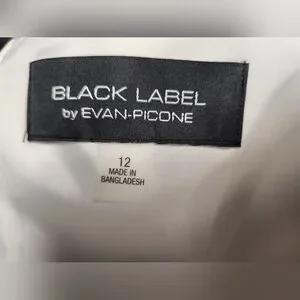 BLACK LABEL
by EVAN-PICONE
12
MADE IN
BANGLADESH